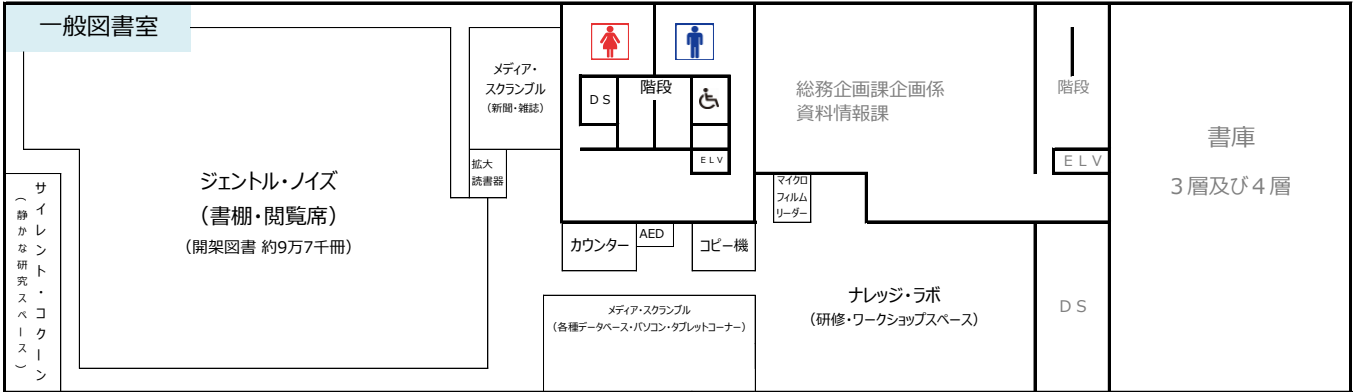 一般図書室
メディア・
スクランブル
（新聞・雑誌）
拡大
読書器
ジェントル・ノイズ
（書棚・閲覧席）
（開架図書 約9万7千冊）
サイレント・コクーン
（静かな研究スペース）
ＤＳ
階段
ＥＬＶ
カウンター
AED
コピー機
メディア・スクランブル
（各種データベース・パソコン・タブレットコーナー）
総務企画課企画係
資料情報課
マイクロ
フィルム
リーダー
ナレッジ・ラボ
（研修・ワークショップスペース）
階段
ＥＬＶ
ＤＳ
書庫
３層及び４層